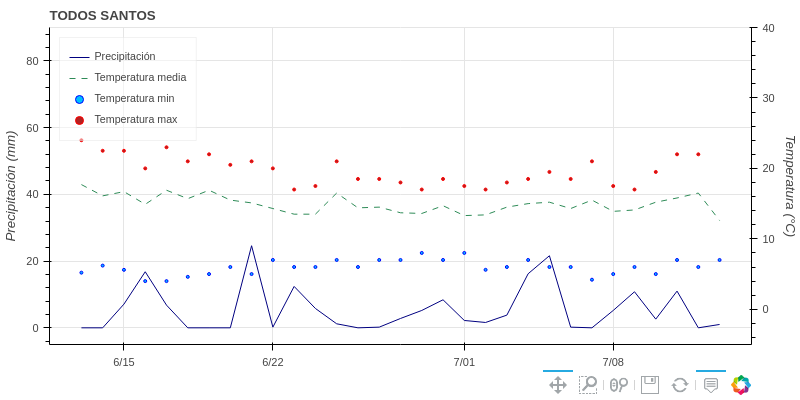 TODOS SANTOS
Precipitación
Temperatura media
Temperatura min
Temperatura max
Precipitación (mm)
80
60
40
20
0
Temperatura (°C)
40
30
20
10
0
6/15
6/22
7/01
7/08